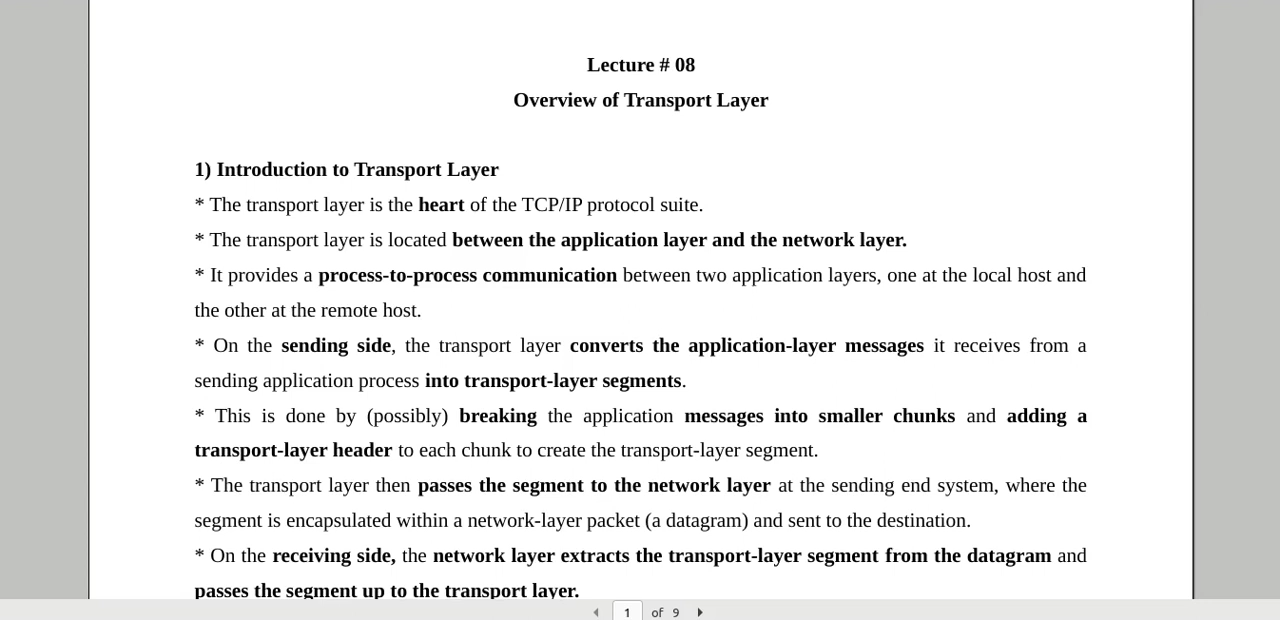 Lecture # 08
Overview of Transport Layer
1) Introduction to Transport Layer
* The transport layer is the heart of the TCP/IP protocol suite.
* The transport layer is located between the application layer and the network layer.
* It provides a process-to-process communication between two application layers, one at the local host and
the other at the remote host.
* On the sending side, the transport layer converts the application-layer messages it receives from a
sending application process into transport-layer segments.
* This is done by (possibly) breaking the application messages into smaller chunks and adding a
transport-layer header to each chunk to create the transport-layer segment.
* The transport layer then passes the segment to the network layer at the sending end system, where the
segment is encapsulated within a network-layer packet (a datagram) and sent to the destination.
* On the receiving side, the network layer extracts the transport-layer segment from the datagram and
passes the segment up to the transport layer.
1 of 9